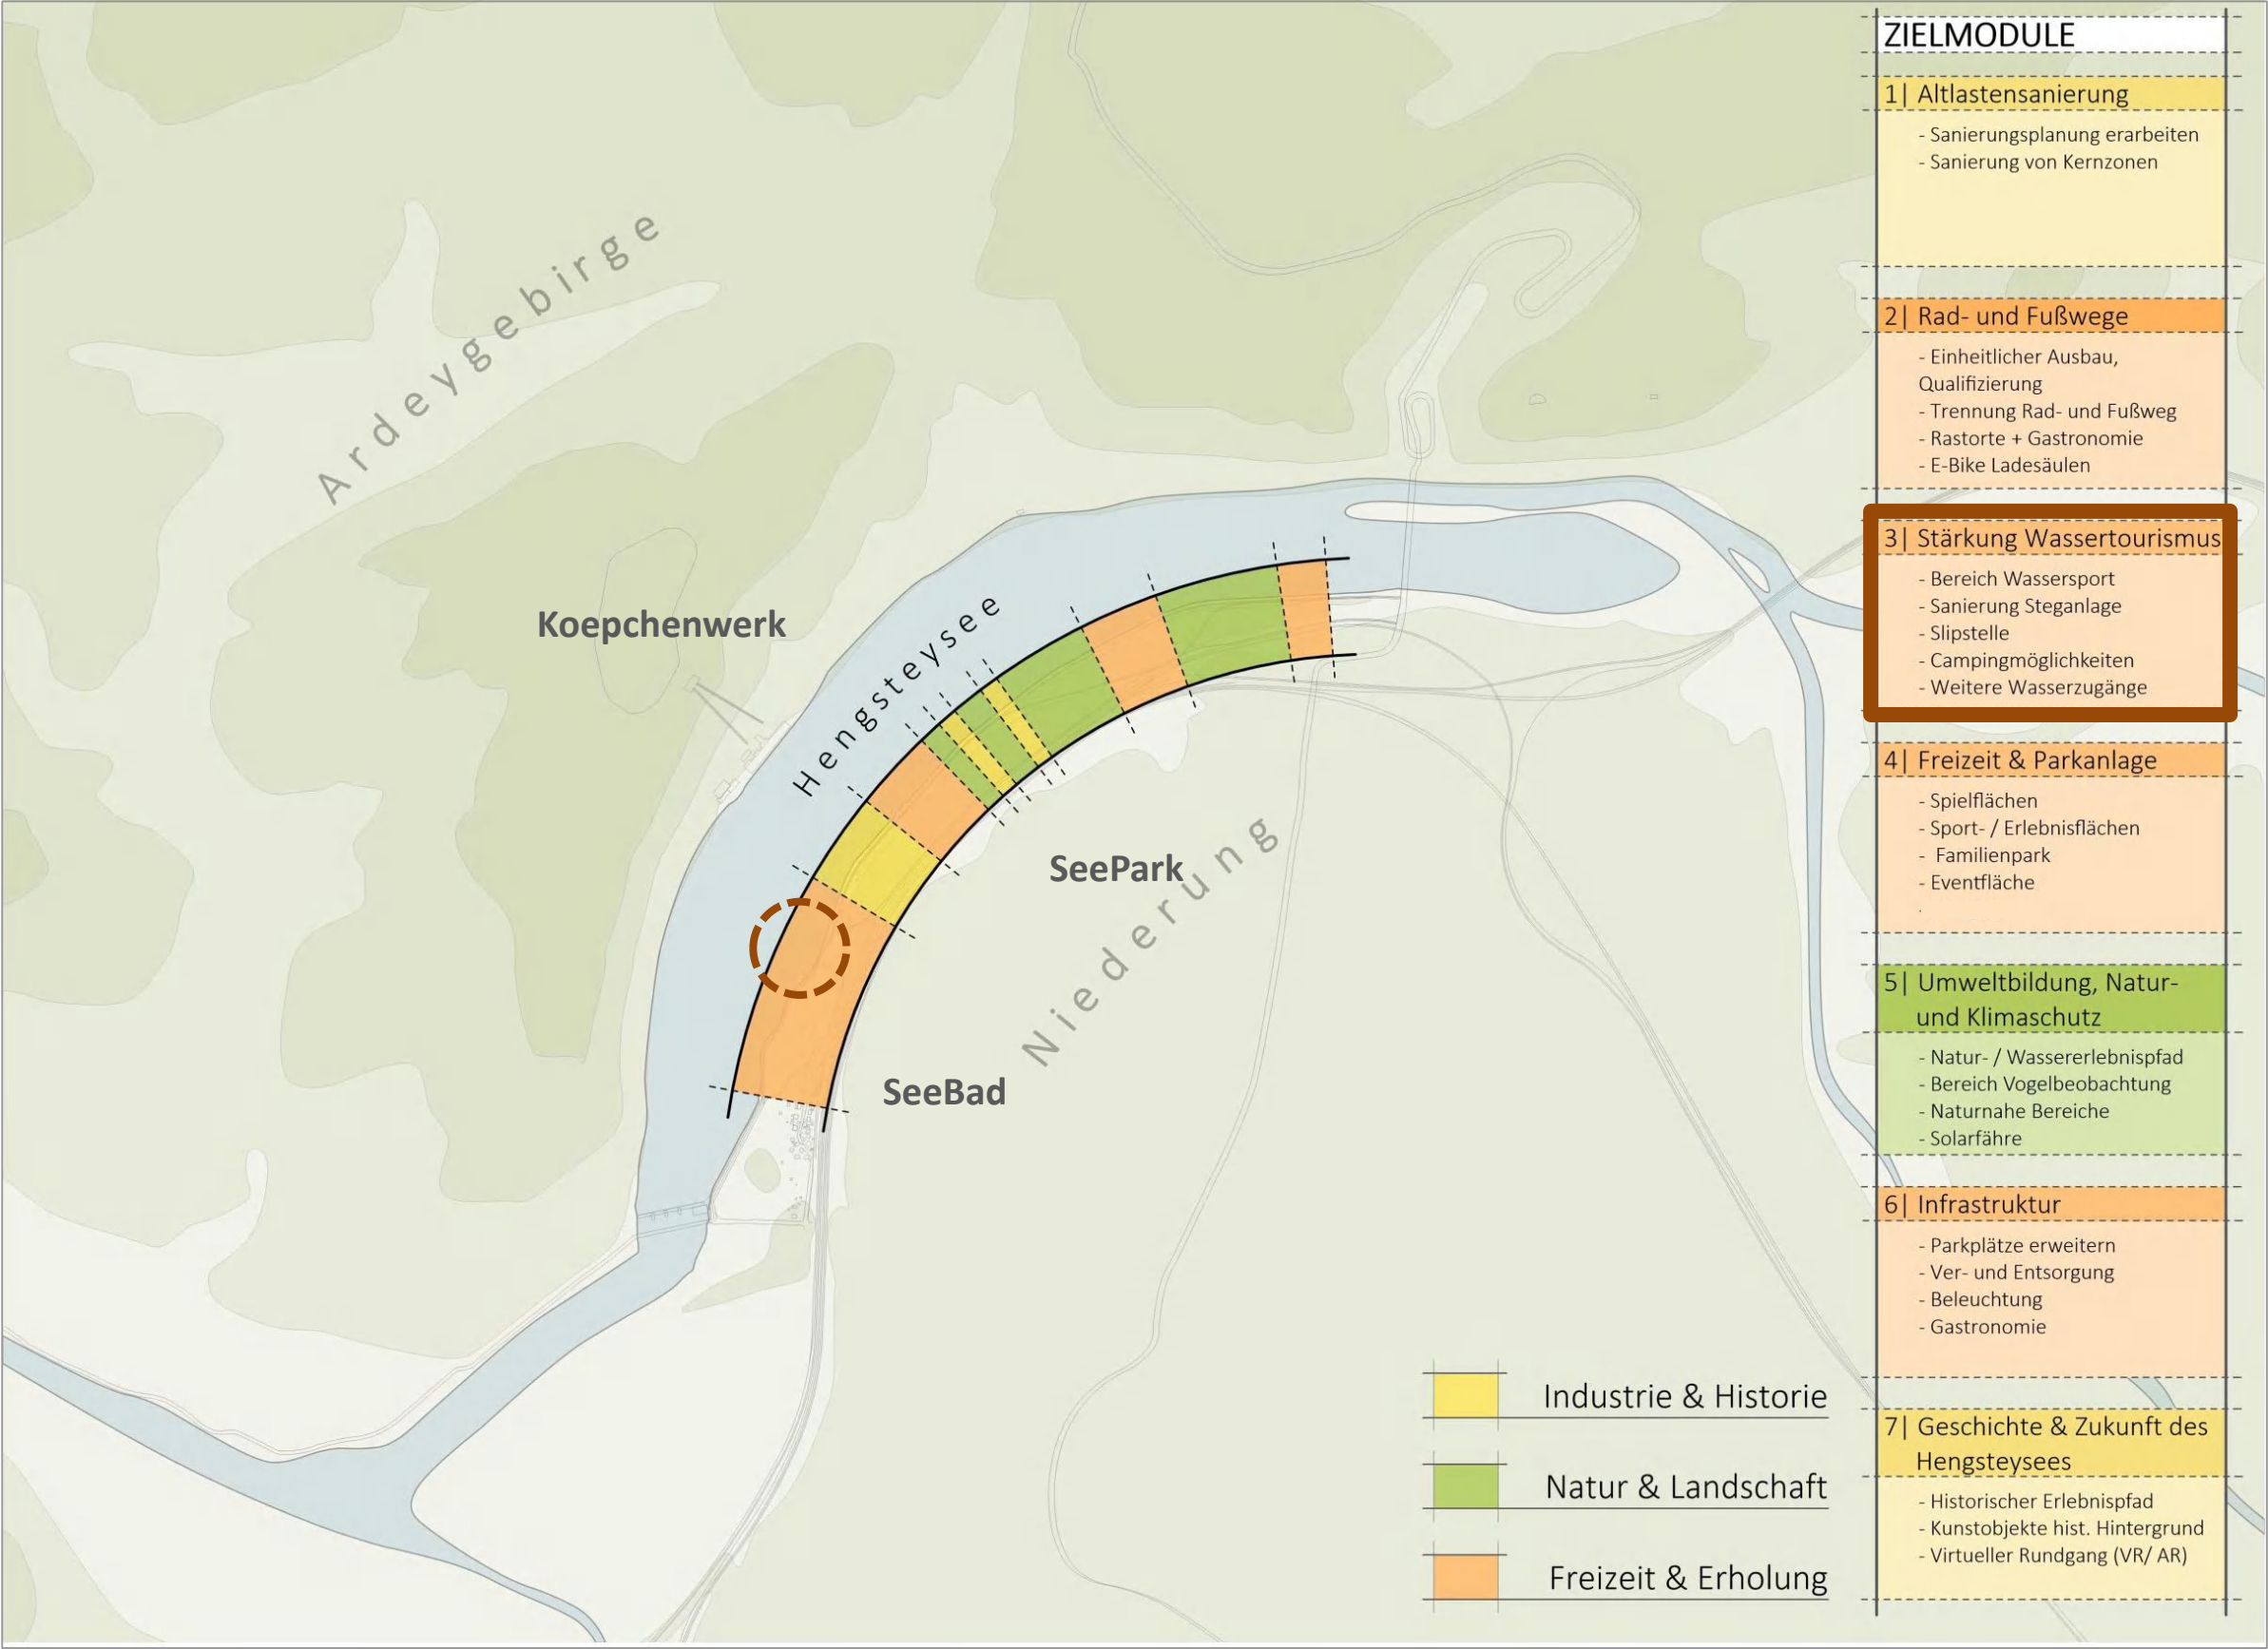 Ardeygebirge
Koepchenwerk
Hengsteysee
SeePark
Niederung
SeeBad
Industrie & Historie
Natur & Landschaft
Freizeit & Erholung
ZIELMODULE
1| Altlastensanierung
- Sanierungsplanung erarbeiten
- Sanierung von Kernzonen
2| Rad- und Fußwege
- Einheitlicher Ausbau,
Qualifizierung
- Trennung Rad- und Fußweg
- Rastorte + Gastronomie
- E-Bike Ladesäulen
3| Stärkung Wassertourismus
- Bereich Wassersport
- Sanierung Steganlage
- Slipstelle
- Campingmöglichkeiten
- Weitere Wasserzugänge
4| Freizeit & Parkanlage
- Spielflächen
- Sport- / Erlebnisflächen
- Familienpark
- Eventfläche
.
5| Umweltbildung, Natur-
und Klimaschutz
- Natur- / Wassererlebnispfad
- Bereich Vogelbeobachtung
- Naturnahe Bereiche
- Solarfähre
6| Infrastruktur
- Parkplätze erweitern
- Ver- und Entsorgung
- Beleuchtung
- Gastronomie
7| Geschichte & Zukunft des
Hengsteysees
- Historischer Erlebnispfad
- Kunstobjekte hist. Hintergrund
- Virtueller Rundgang (VR/ AR)